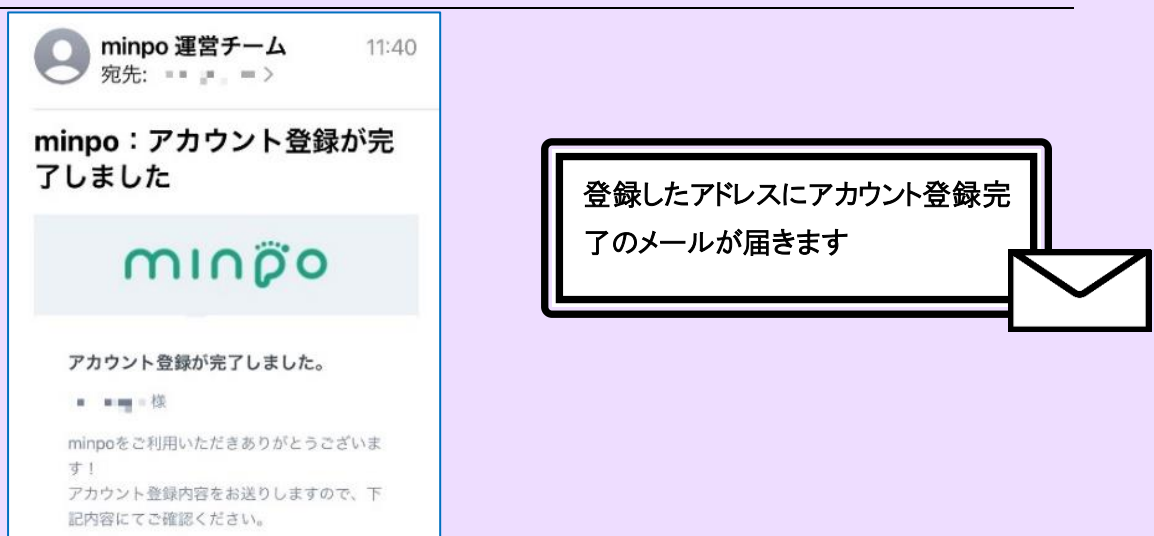 minpo 運営チーム 11:40
宛先:
minpo：アカウント登録が完
了しました
minpo
アカウント登録が完了しました。
様
minpoをご利用いただきありがとうございま
す！
アカウント登録内容をお送りしますので、下
記内容にてご確認ください。
登録したアドレスにアカウント登録完
了のメールが届きます